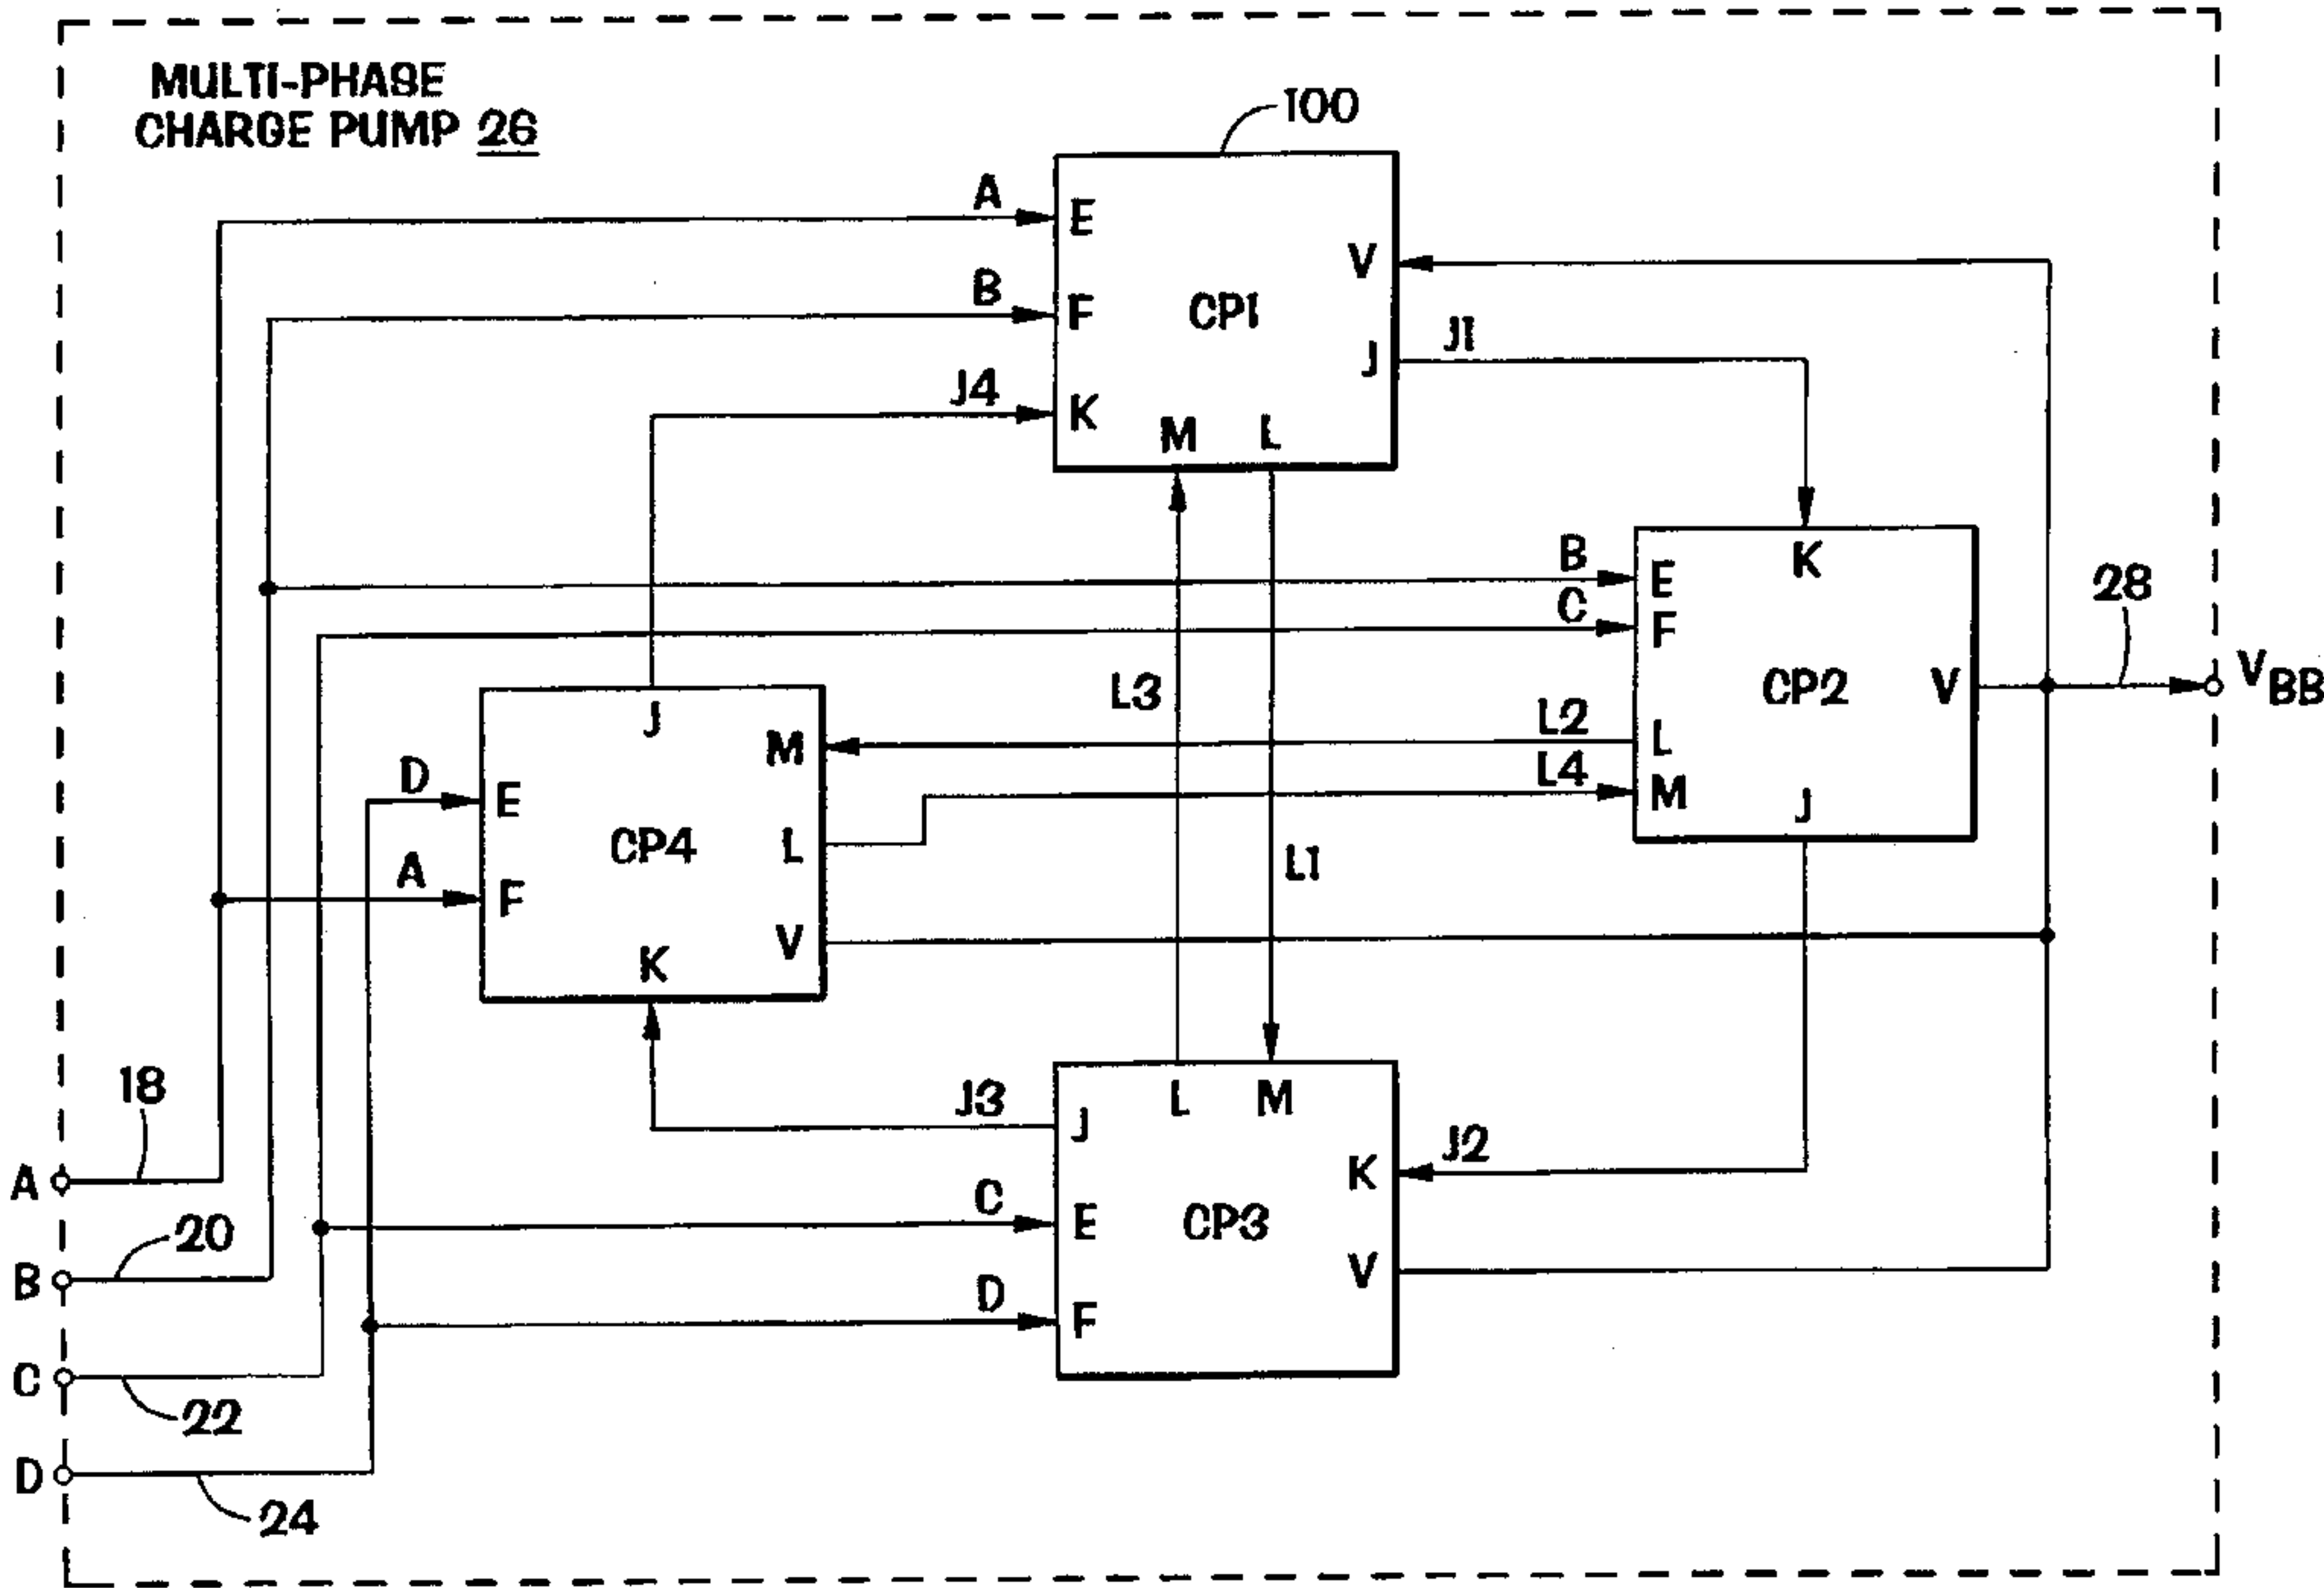 MULTI-PHASE
CHARGE PUMP 26
100
A
E
V
B
F
CP1
J1
J
J4
K
M
L
B
E
K
C
F
28
L3
CP2
V
VBB
J
M
L2
L
L4
M
J
D
E
CP4
L
L1
A
F
V
K
18
J3
J
L
M
A
J2
K
20
C
E
CP3
B
V
D
F
C
22
D
24